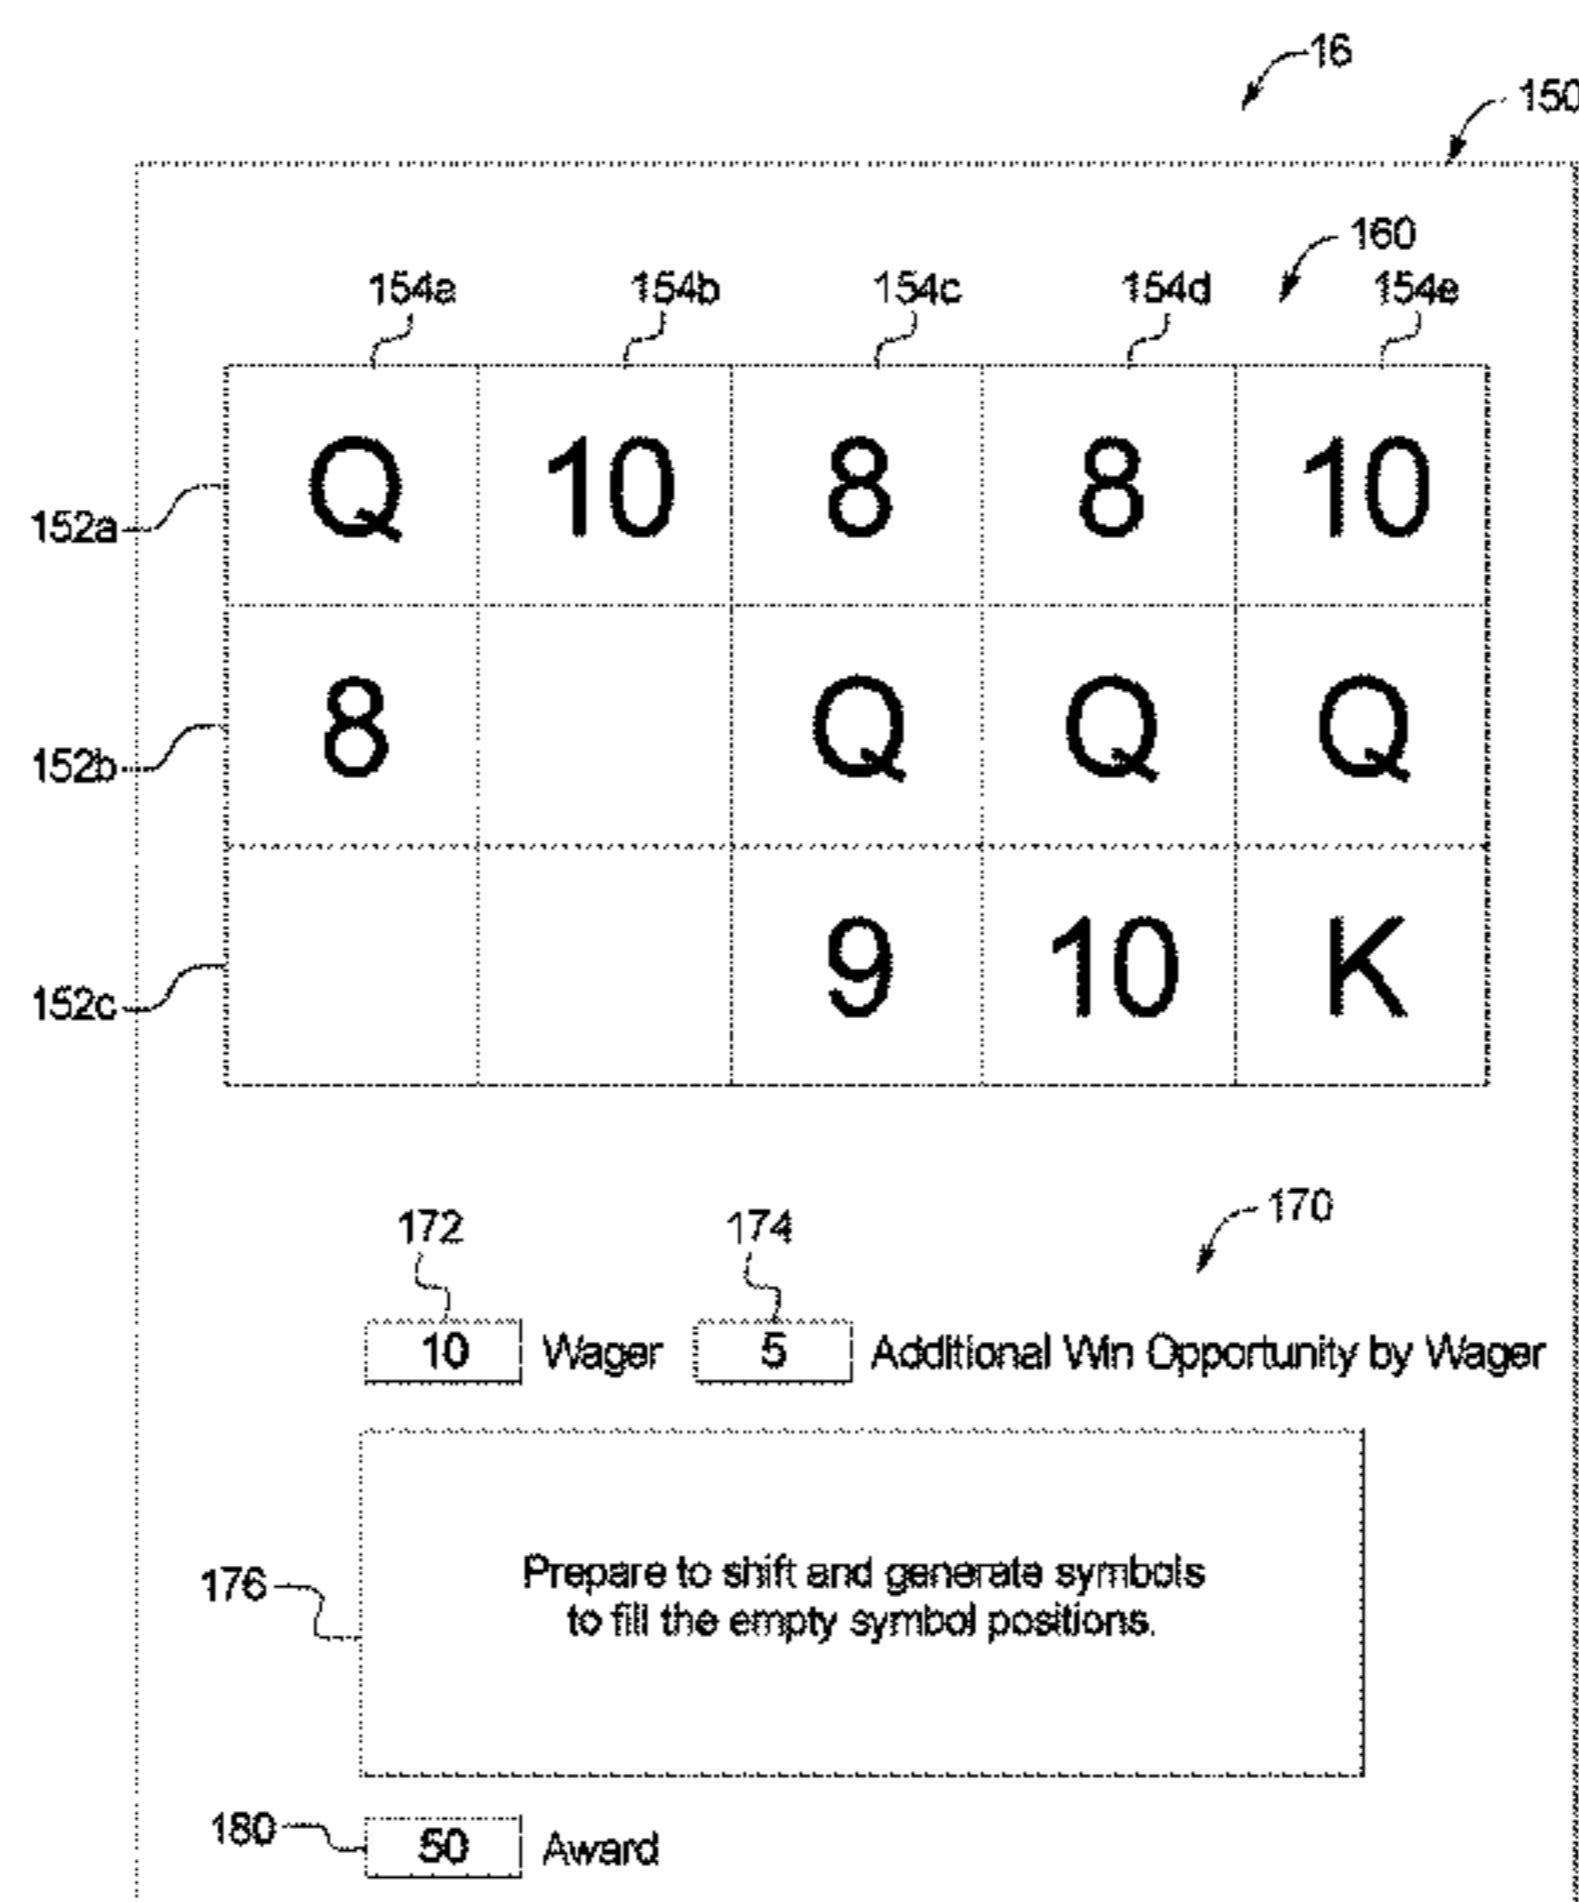 16
150
160
154a 154b 154c 154d 154e
Q 10 8 8 10
152a
8 Q Q Q
152b
9 10 K
152c
170
172 174
10 Wager 5 Additional Win Opportunity by Wager
Prepare to shift and generate symbols
176
to fill the empty symbol positions.
180
50 Award